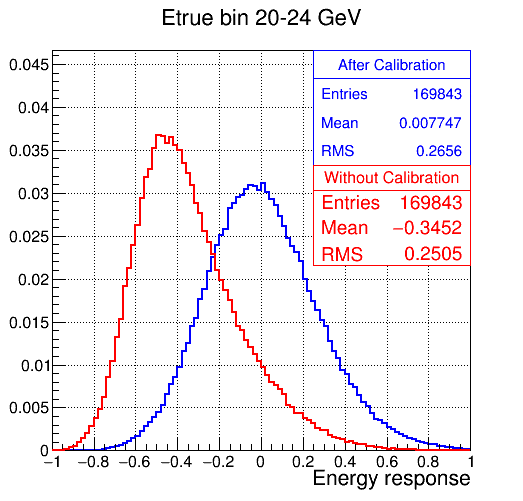 Etrue bin 20-24 GeV
After Calibration
Entries 169843
Mean 0.007747
RMS 0.2656
Without Calibration
Entries 169843
Mean −0.3452
RMS 0.2505
0.045
0.04
0.035
0.03
0.025
0.02
0.015
0.01
0.005
0
−1 −0.8 −0.6 −0.4 −0.2 0 0.2 0.4 0.6 0.8 1
Energy response